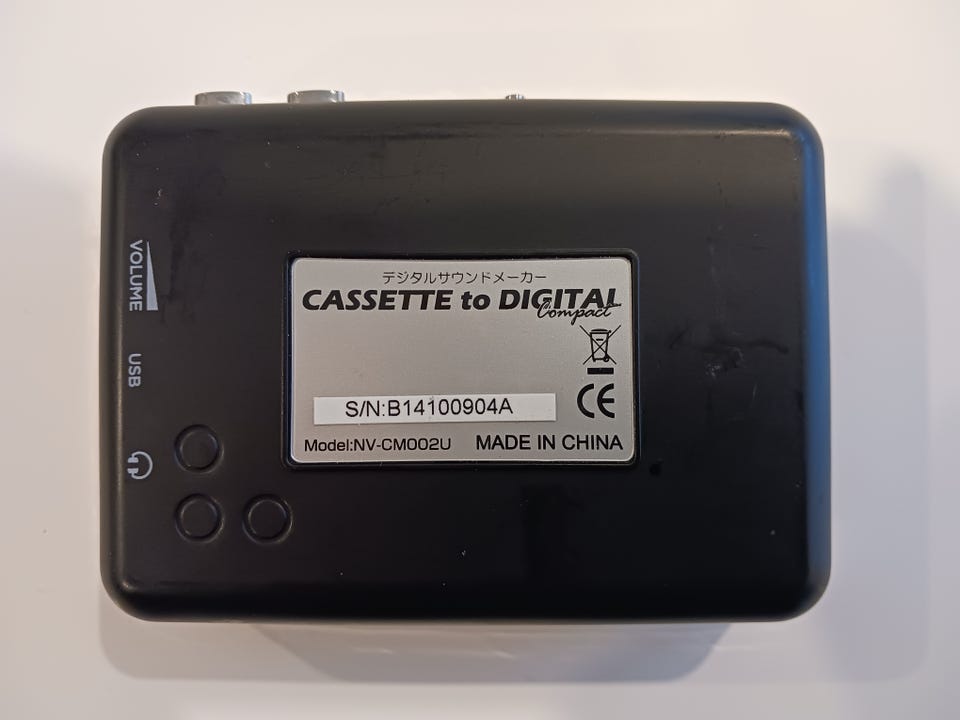 デジタルサウンドメーカー
CASSETTE to DIGITAL
Compact
S/N:B14100904A
Model:NV-CM002U MADE IN CHINA
CE
VOLUME
USB